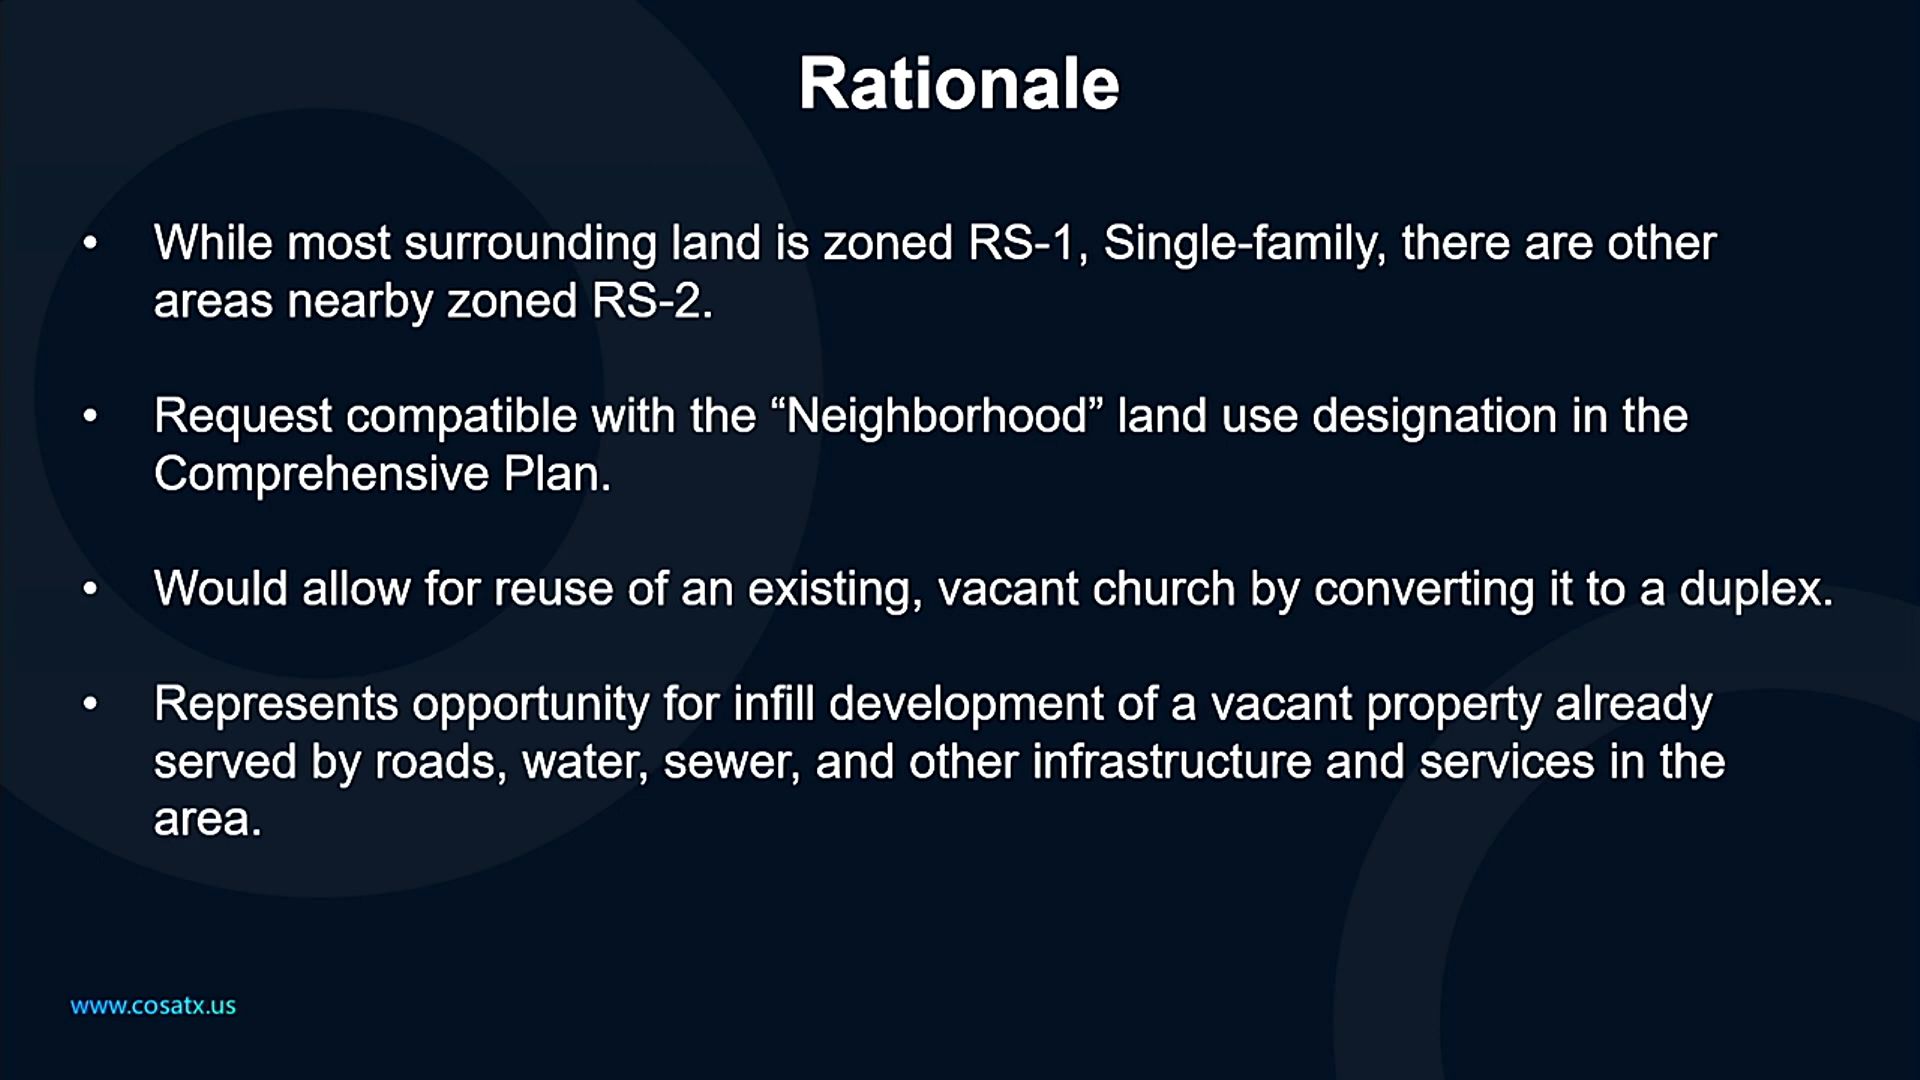 Rationale
• While most surrounding land is zoned RS-1, Single-family, there are other
areas nearby zoned RS-2.
• Request compatible with the “Neighborhood” land use designation in the
Comprehensive Plan.
• Would allow for reuse of an existing, vacant church by converting it to a duplex.
• Represents opportunity for infill development of a vacant property already
served by roads, water, sewer, and other infrastructure and services in the
area.
www.cosatx.us